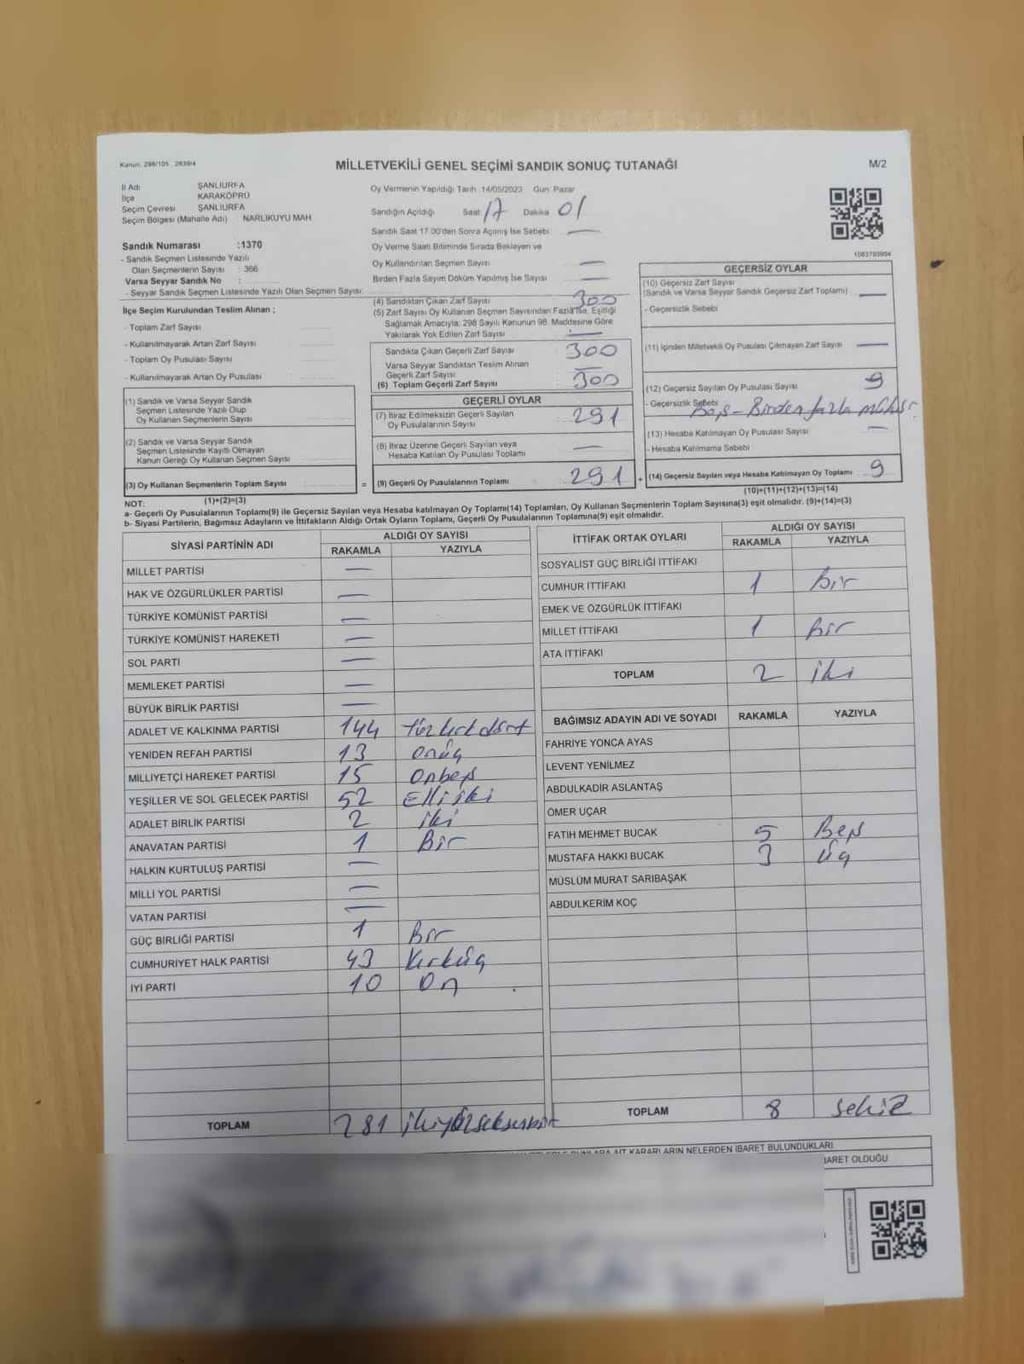 Kanun: 298/105 , 2839/4
MİLLETVEKİLİ GENEL SEÇİMİ SANDIK SONUÇ TUTANAĞI
M/2
İl Adı ŞANLIURFA
İlçe KARAKÖPRÜ
Seçim Çevresi ŞANLIURFA
Seçim Bölgesi (Mahalle Adı) NARLIKUYU MAH
Sandık Numarası :1370
- Sandık Seçmen Listesinde Yazılı
Olan Seçmenlerin Sayısı : 366
Varsa Seyyar Sandık No :
- Seyyar Sandık Seçmen Listesinde Yazılı Olan Seçmen Sayısı:
Oy Vermenin Yapıldığı Tarih 14/05/2023 Gün Pazar
Sandığın Açıldığı Saat 17 Dakika 01
Sandık Saat 17.00'den Sonra Açılmış İse Sebebi —
Oy Verme Saati Bitiminde Sırada Bekleyen ve
Oy Kullandırılan Seçmen Sayısı —
Birden Fazla Sayım Döküm Yapılmış İse Sayısı —
İlçe Seçim Kurulundan Teslim Alınan ;
- Toplam Zarf Sayısı :
- Kullanılmayarak Artan Zarf Sayısı:
- Toplam Oy Pusulası Sayısı :
- Kullanılmayarak Artan Oy Pusulası :
(1) Sandık ve Varsa Seyyar Sandık
Seçmen Listesinde Yazılı Olup
Oy Kullanan Seçmenlerin Sayısı
(2) Sandık ve Varsa Seyyar Sandık
Seçmen Listesinde Kayıtlı Olmayan
Kanun Gereği Oy Kullanan Seçmen Sayısı
(3) Oy Kullanan Seçmenlerin Toplam Sayısı
(1)+(2)=(3)
(4) Sandıktan Çıkan Zarf Sayısı 300
(5) Zarf Sayısı Oy Kullanan Seçmen Sayısından Fazla İse, Eşitliği
Sağlamak Amacıyla; 298 Sayılı Kanunun 98. Maddesine Göre
Yakılarak Yok Edilen Zarf Sayısı —
Sandıkta Çıkan Geçerli Zarf Sayısı 300
Varsa Seyyar Sandıktan Teslim Alınan
Geçerli Zarf Sayısı —
(6) Toplam Geçerli Zarf Sayısı 300
GEÇERLİ OYLAR
(7) İtiraz Edilmeksizin Geçerli Sayılan
Oy Pusulalarının Sayısı 291
(8) İtiraz Üzerine Geçerli Sayılan veya
Hesaba Katılan Oy Pusulası Toplamı —
= (9) Geçerli Oy Pusulalarının Toplamı 291 +
1083793904
GEÇERSİZ OYLAR
(10) Geçersiz Zarf Sayısı
(Sandık ve Varsa Seyyar Sandık Geçersiz Zarf Toplamı) —
- Geçersizlik Sebebi
(11) İçinden Milletvekili Oy Pusulası Çıkmayan Zarf Sayısı —
(12) Geçersiz Sayılan Oy Pusulası Sayısı 9
- Geçersizlik Sebebi Boş - Birden fazla mühür
(13) Hesaba Katılmayan Oy Pusulası Sayısı —
- Hesaba Katılmama Sebebi
(14) Geçersiz Sayılan veya Hesaba Katılmayan Oy Toplamı 9
(10)+(11)+(12)+(13)=(14)
NOT:
a- Geçerli Oy Pusulalarının Toplamı(9) ile Geçersiz Sayılan veya Hesaba katılmayan Oy Toplamı(14) Toplamları, Oy Kullanan Seçmenlerin Toplam Sayısına(3) eşit olmalıdır. (9)+(14)=(3)
b- Siyasi Partilerin, Bağımsız Adayların ve İttifakların Aldığı Ortak Oyların Toplamı, Geçerli Oy Pusulalarının Toplamına(9) eşit olmalıdır.
SİYASİ PARTİNİN ADI ALDIĞI OY SAYISI
RAKAMLA YAZIYLA
MİLLET PARTİSİ —
HAK VE ÖZGÜRLÜKLER PARTİSİ —
TÜRKİYE KOMÜNİST PARTİSİ —
TÜRKİYE KOMÜNİST HAREKETİ —
SOL PARTİ —
MEMLEKET PARTİSİ —
BÜYÜK BİRLİK PARTİSİ —
ADALET VE KALKINMA PARTİSİ 144 Yüzkırkdört
YENİDEN REFAH PARTİSİ 13 Onüç
MİLLİYETÇİ HAREKET PARTİSİ 15 Onbeş
YEŞİLLER VE SOL GELECEK PARTİSİ 52 Elliiki
ADALET BİRLİK PARTİSİ 2 iki
ANAVATAN PARTİSİ 1 Bir
HALKIN KURTULUŞ PARTİSİ —
MİLLİ YOL PARTİSİ —
VATAN PARTİSİ —
GÜÇ BİRLİĞİ PARTİSİ 1 Bir
CUMHURİYET HALK PARTİSİ 43 Kırküç
İYİ PARTİ 10 On
TOPLAM 281 ikiyüzseksenbir
İTTİFAK ORTAK OYLARI ALDIĞI OY SAYISI
RAKAMLA YAZIYLA
SOSYALİST GÜÇ BİRLİĞİ İTTİFAKI
CUMHUR İTTİFAKI 1 Bir
EMEK VE ÖZGÜRLÜK İTTİFAKI
MİLLET İTTİFAKI 1 Bir
ATA İTTİFAKI
TOPLAM 2 iki
BAĞIMSIZ ADAYIN ADI VE SOYADI RAKAMLA YAZIYLA
FAHRİYE YONCA AYAS
LEVENT YENİLMEZ
ABDULKADİR ASLANTAŞ
ÖMER UÇAR
FATİH MEHMET BUCAK 5 Beş
MUSTAFA HAKKI BUCAK 3 üç
MÜSLÜM MURAT SARIBAŞAK
ABDULKERİM KOÇ
TOPLAM 8 Sekiz
KARARLARIN NELERDEN İBARET BULUNDUKLARI
BARET OLDUĞU